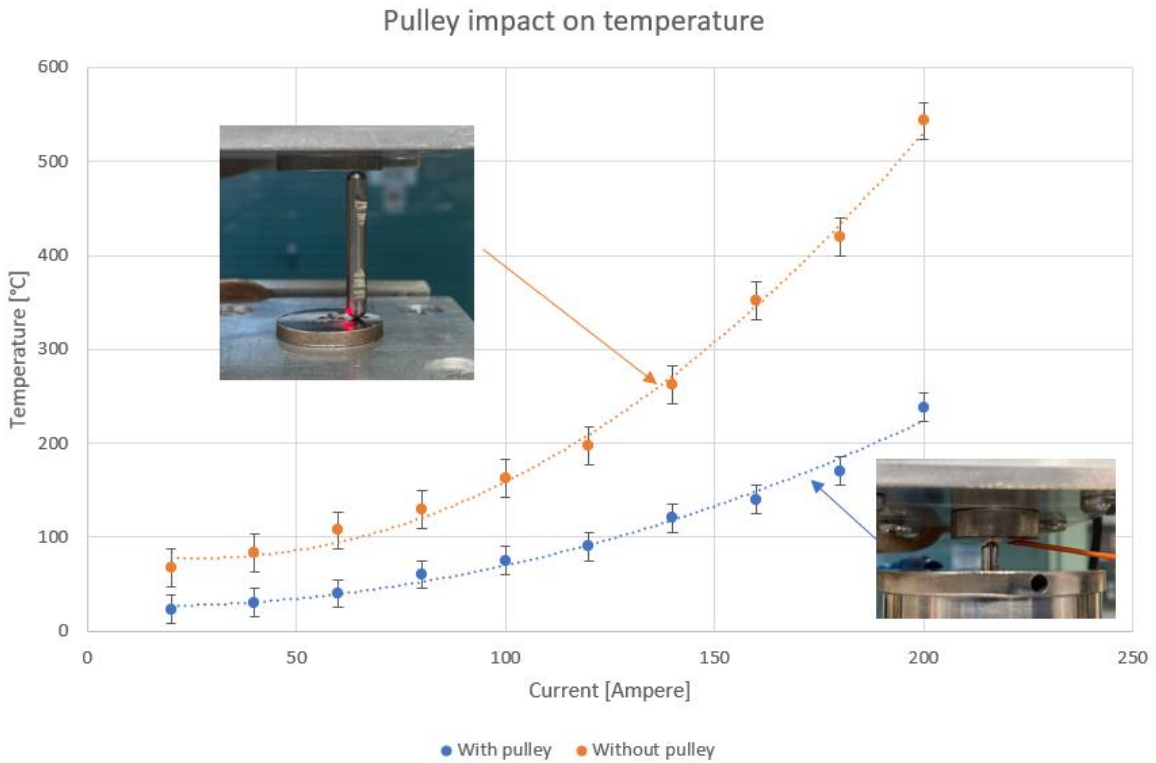 Pulley impact on temperature
600
500
400
300
200
100
0
Temperature [°C]
0 50 100 150 200 250
Current [Ampere]
With pulley Without pulley